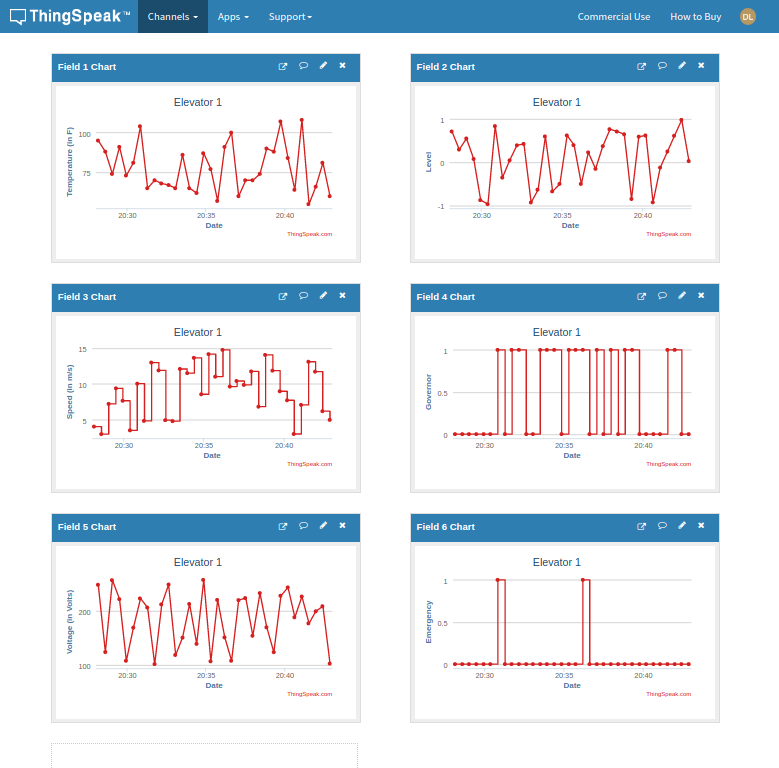 ThingSpeak™ Channels Apps Support Commercial Use How to Buy DL
Field 1 Chart
Elevator 1
Temperature (in F)
100
75
20:30 20:35 20:40
Date
ThingSpeak.com
Field 2 Chart
Elevator 1
Level
1
0
-1
20:30 20:35 20:40
Date
ThingSpeak.com
Field 3 Chart
Elevator 1
Speed (in m/s)
15
10
5
20:30 20:35 20:40
Date
ThingSpeak.com
Field 4 Chart
Elevator 1
Governor
1
0.5
0
20:30 20:35 20:40
Date
ThingSpeak.com
Field 5 Chart
Elevator 1
Voltage (in Volts)
200
100
20:30 20:35 20:40
Date
ThingSpeak.com
Field 6 Chart
Elevator 1
Emergency
1
0.5
0
20:30 20:35 20:40
Date
ThingSpeak.com